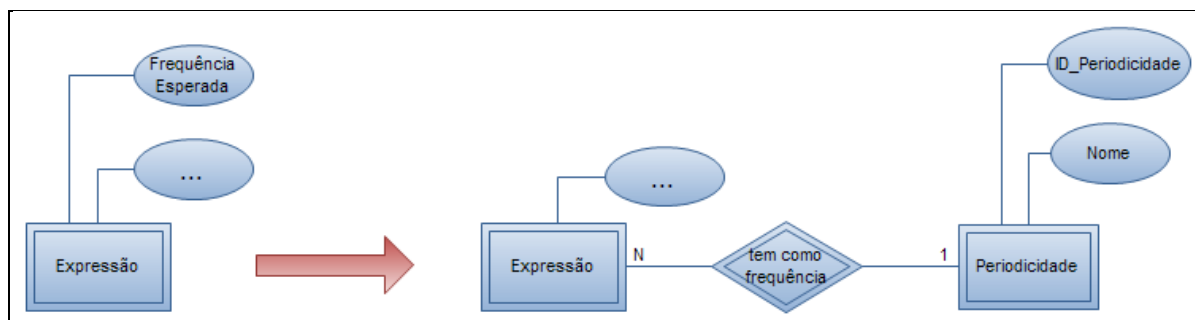 Frequência
Esperada
...
Expressão
...
Expressão
N
tem como
frequência
1
ID_Periodicidade
Nome
Periodicidade